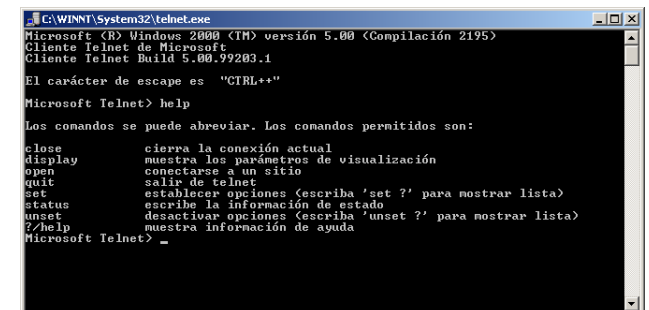 C:\WINNT\System32\telnet.exe
Microsoft (R) Windows 2000 (TM) versión 5.00 (Compilación 2195)
Cliente Telnet de Microsoft
Cliente Telnet Build 5.00.99203.1
El carácter de escape es "CTRL++"
Microsoft Telnet> help
Los comandos se puede abreviar. Los comandos permitidos son:
close cierra la conexión actual
display muestra los parámetros de visualización
open conectarse a un sitio
quit salir de telnet
set establecer opciones (escriba 'set ?' para mostrar lista)
status escribe la información de estado
unset desactivar opciones (escriba 'unset ?' para mostrar lista)
?/help muestra información de ayuda
Microsoft Telnet> _